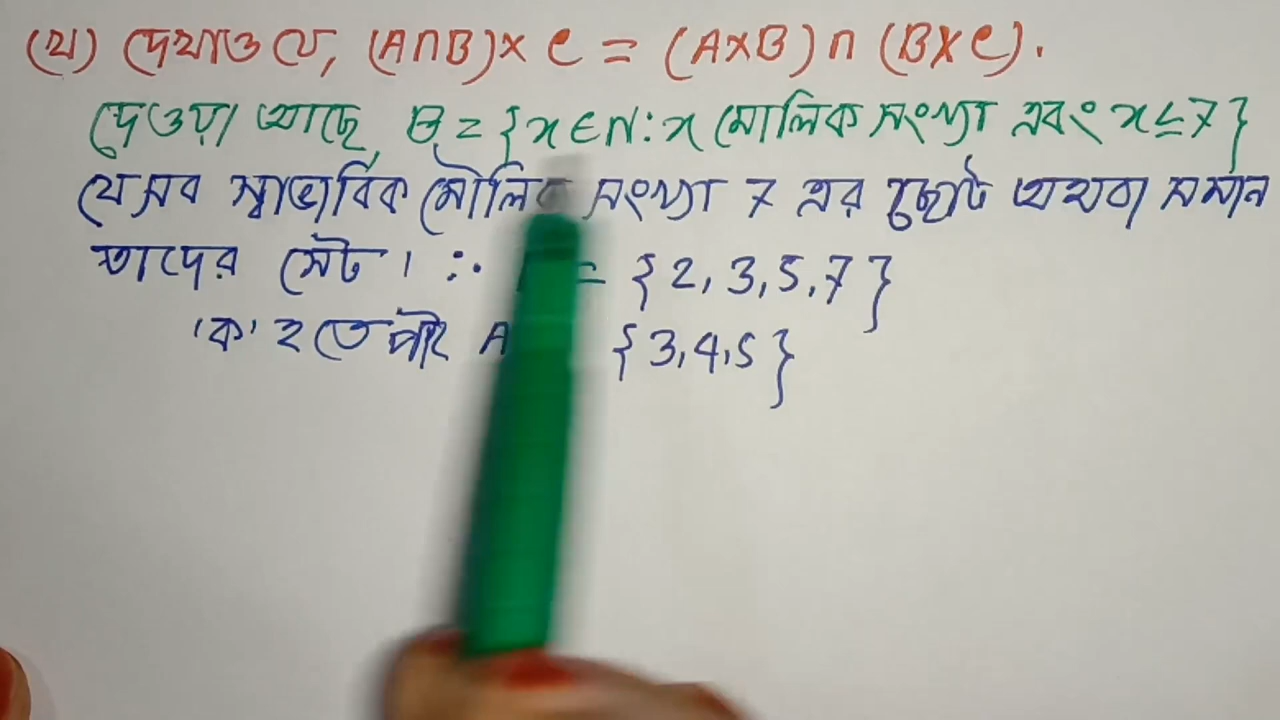 (খ) দেখাও যে, (A∩B)× C = (A×B) ∩ (B×C).
দেওয়া আছে, B = {x∈N: x মৌলিক সংখ্যা এবং x≤7}
যেসব স্বাভাবিক মৌলিক সংখ্যা 7 এর ছোট অথবা সমান
তাদের সেট। ∴ = {2, 3, 5, 7}
'ক' হতে পাই A {3, 4, 5}